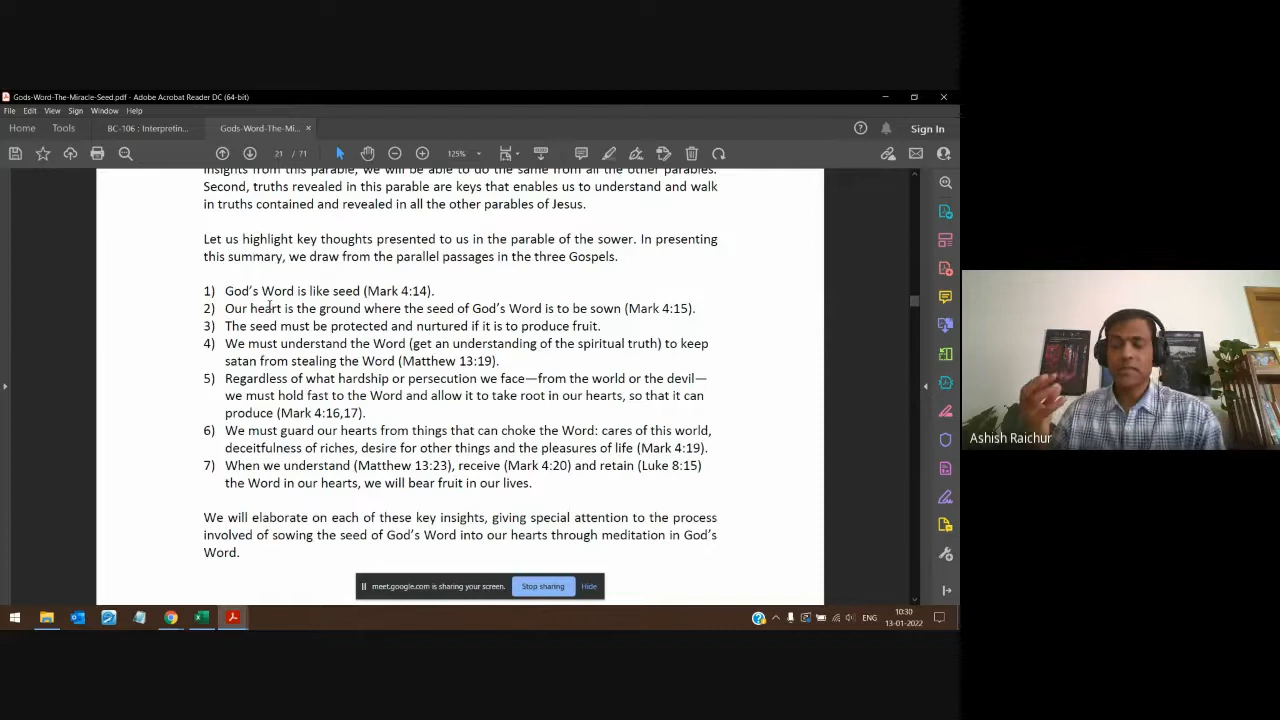 Gods-Word-The-Miracle-Seed.pdf - Adobe Acrobat Reader DC (64-bit)
File Edit View Sign Window Help
Home Tools BC-106 : Interpretin... Gods-Word-The-Mi... × Sign In
21 / 71 125%
insights from this parable, we will be able to do the same from all the other parables.
Second, truths revealed in this parable are keys that enables us to understand and walk
in truths contained and revealed in all the other parables of Jesus.
Let us highlight key thoughts presented to us in the parable of the sower. In presenting
this summary, we draw from the parallel passages in the three Gospels.
1) God's Word is like seed (Mark 4:14).
2) Our heart is the ground where the seed of God's Word is to be sown (Mark 4:15).
3) The seed must be protected and nurtured if it is to produce fruit.
4) We must understand the Word (get an understanding of the spiritual truth) to keep
satan from stealing the Word (Matthew 13:19).
5) Regardless of what hardship or persecution we face—from the world or the devil—
we must hold fast to the Word and allow it to take root in our hearts, so that it can
produce (Mark 4:16,17).
6) We must guard our hearts from things that can choke the Word: cares of this world,
deceitfulness of riches, desire for other things and the pleasures of life (Mark 4:19).
7) When we understand (Matthew 13:23), receive (Mark 4:20) and retain (Luke 8:15)
the Word in our hearts, we will bear fruit in our lives.
We will elaborate on each of these key insights, giving special attention to the process
involved of sowing the seed of God's Word into our hearts through meditation in God's
Word.
meet.google.com is sharing your screen. Stop sharing Hide
ENG
10:30
13-01-2022
Ashish Raichur